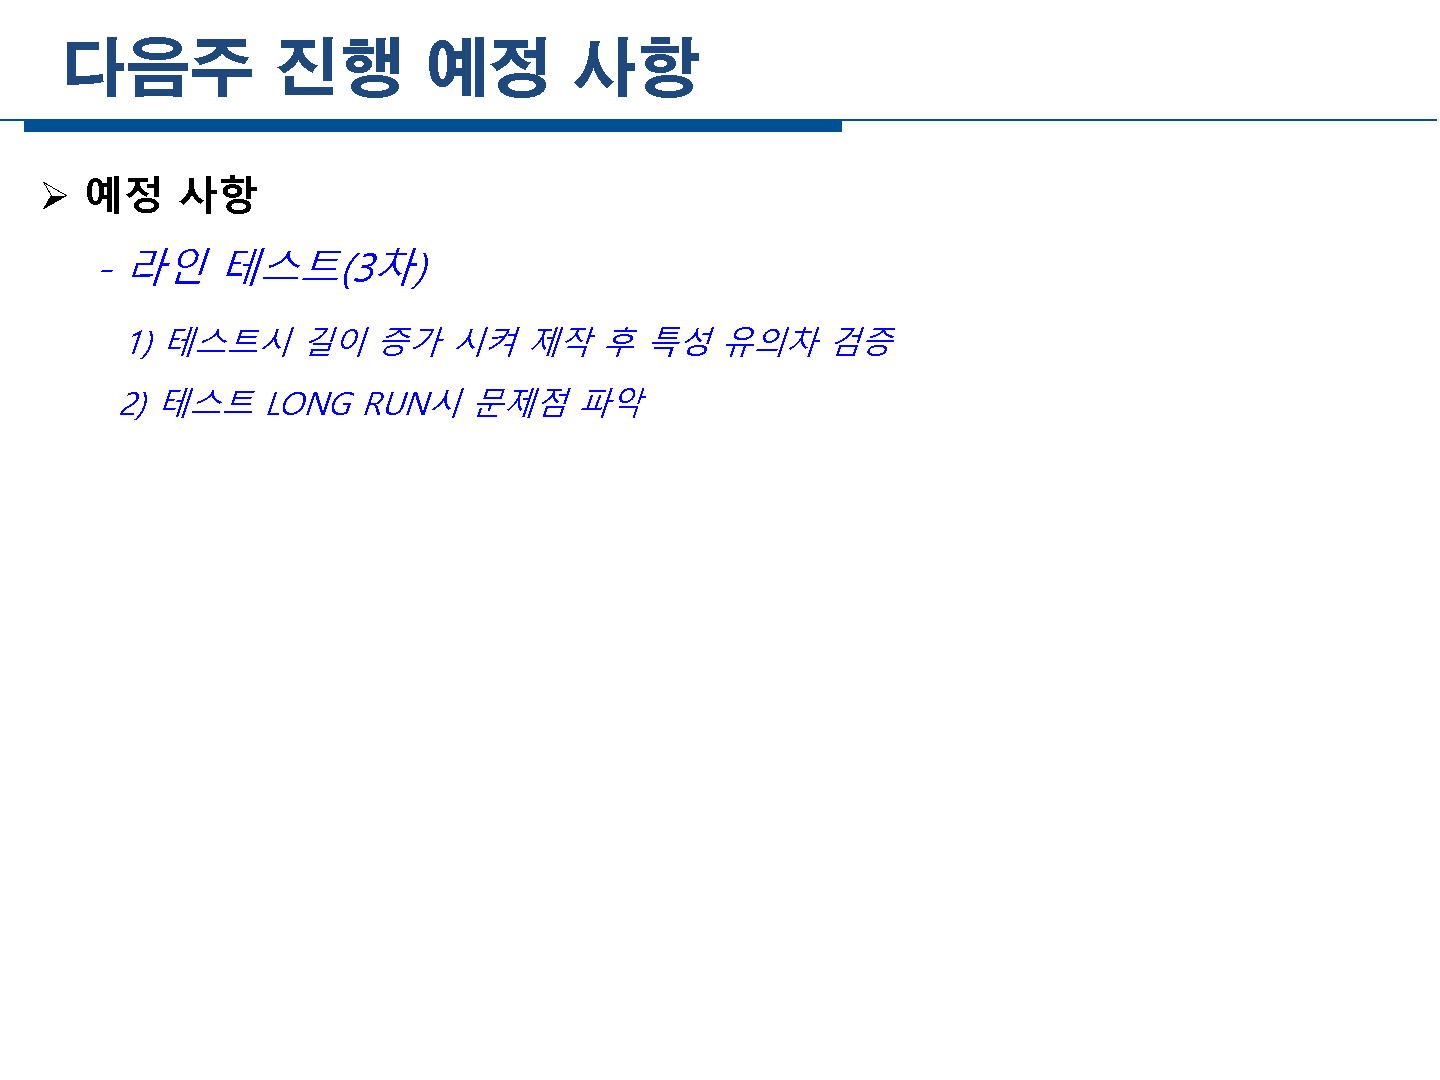 다음주 진행 예정 사항
➢ 예정 사항
- 라인 테스트(3차)
1) 테스트시 길이 증가 시켜 제작 후 특성 유의차 검증
2) 테스트 LONG RUN시 문제점 파악